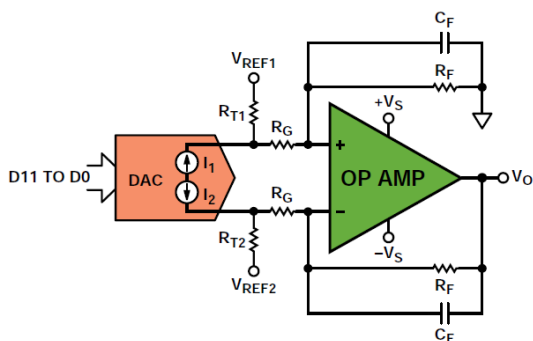 CF
VREF1
RF
RT1
RG
+VS
D11 TO D0
DAC
I1
I2
+
OP AMP
VO
RG
−
RT2
−VS
VREF2
RF
CF